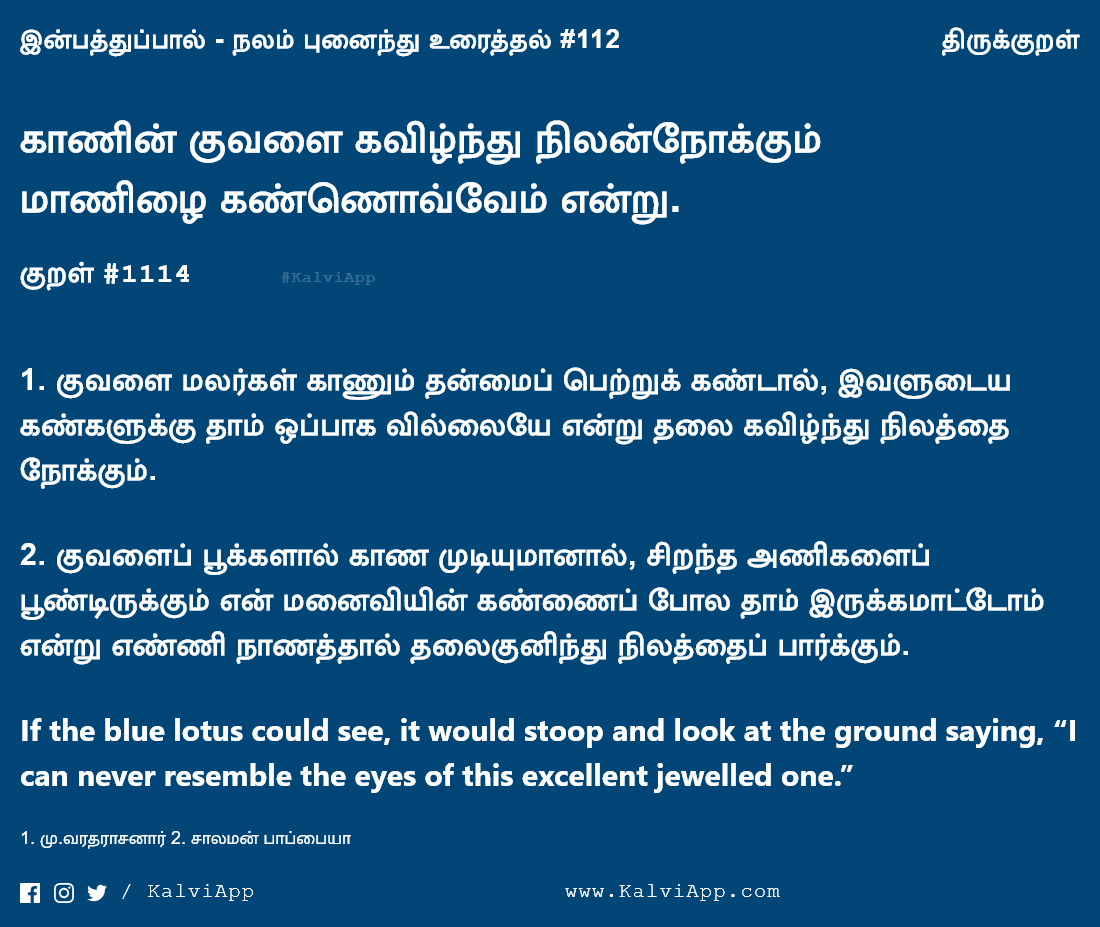 இன்பத்துப்பால் - நலம் புனைந்து உரைத்தல் #112
திருக்குறள்
காணின் குவளை கவிழ்ந்து நிலன்நோக்கும்
மாணிழை கண்ணொவ்வேம் என்று.
குறள் #1114
#KalviApp
1. குவளை மலர்கள் காணும் தன்மைப் பெற்றுக் கண்டால், இவளுடைய
கண்களுக்கு தாம் ஒப்பாக வில்லையே என்று தலை கவிழ்ந்து நிலத்தை
நோக்கும்.
2. குவளைப் பூக்களால் காண முடியுமானால், சிறந்த அணிகளைப்
பூண்டிருக்கும் என் மனைவியின் கண்ணைப் போல தாம் இருக்கமாட்டோம்
என்று எண்ணி நாணத்தால் தலைகுனிந்து நிலத்தைப் பார்க்கும்.
If the blue lotus could see, it would stoop and look at the ground saying, “I
can never resemble the eyes of this excellent jewelled one.”
1. மு.வரதராசனார் 2. சாலமன் பாப்பையா
/ KalviApp
www.KalviApp.com